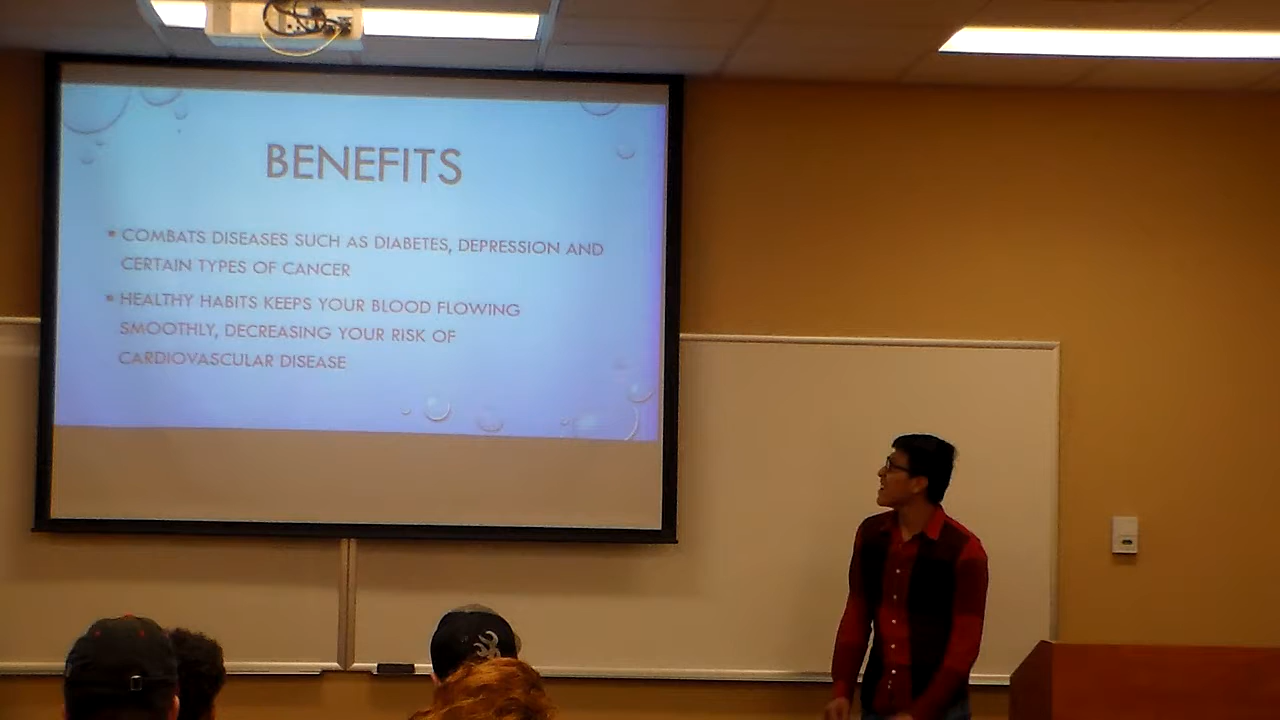 BENEFITS
COMBATS DISEASES SUCH AS DIABETES, DEPRESSION AND
CERTAIN TYPES OF CANCER
HEALTHY HABITS KEEPS YOUR BLOOD FLOWING
SMOOTHLY, DECREASING YOUR RISK OF
CARDIOVASCULAR DISEASE